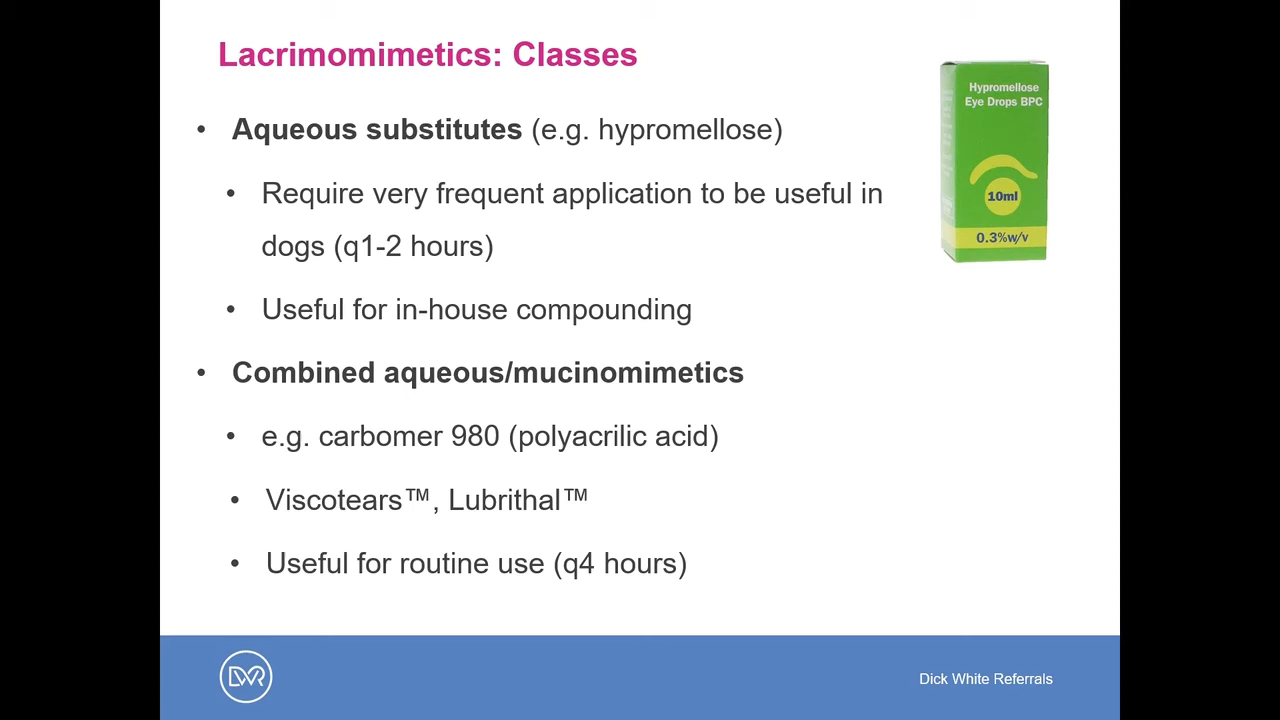 Lacrimomimetics: Classes
• Aqueous substitutes (e.g. hypromellose)
• Require very frequent application to be useful in
dogs (q1-2 hours)
• Useful for in-house compounding
• Combined aqueous/mucinomimetics
• e.g. carbomer 980 (polyacrilic acid)
• Viscotears™, Lubrithal™
• Useful for routine use (q4 hours)
Hypromellose
Eye Drops BPC
10ml
0.3%w/v
DWR
Dick White Referrals